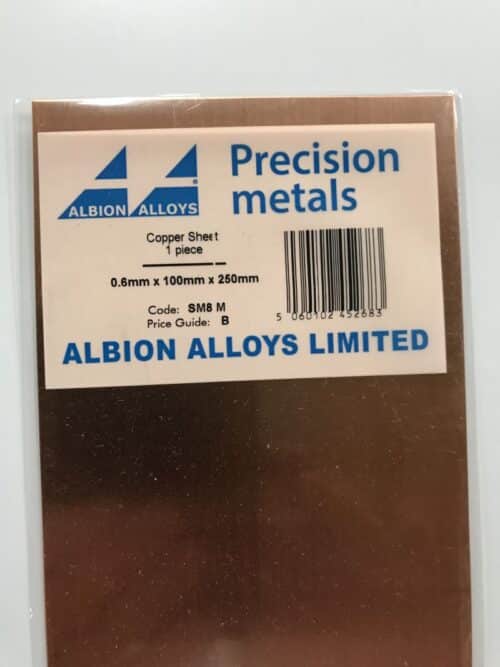 ALBION ALLOYS
Precision
metals
Copper Sheet
1 piece
0.6mm x 100mm x 250mm
Code: SM8 M
Price Guide: B
5 060102 452683
ALBION ALLOYS LIMITED